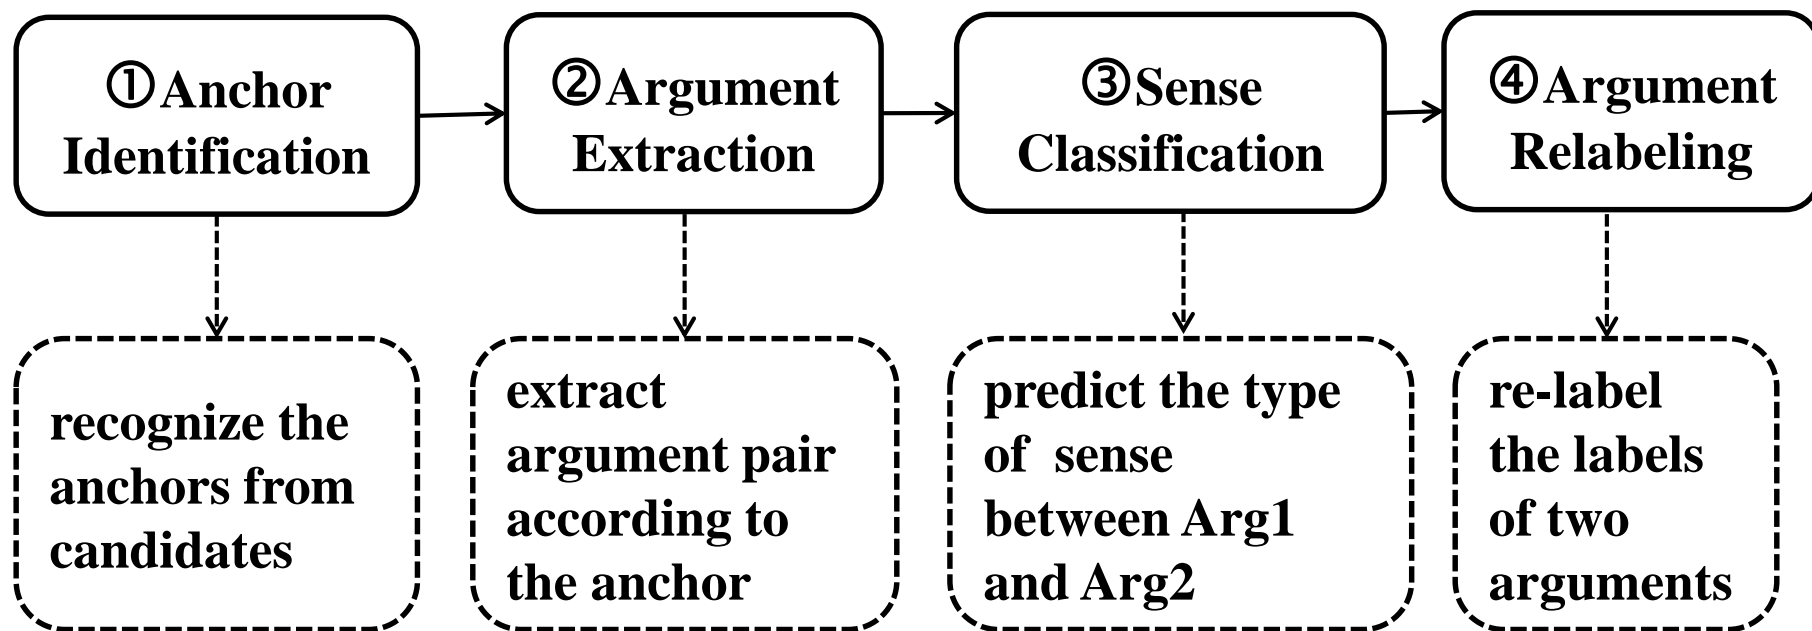 ①Anchor
Identification
②Argument
Extraction
③Sense
Classification
④Argument
Relabeling
recognize the
anchors from
candidates
extract
argument pair
according to
the anchor
predict the type
of sense
between Arg1
and Arg2
re-label
the labels
of two
arguments